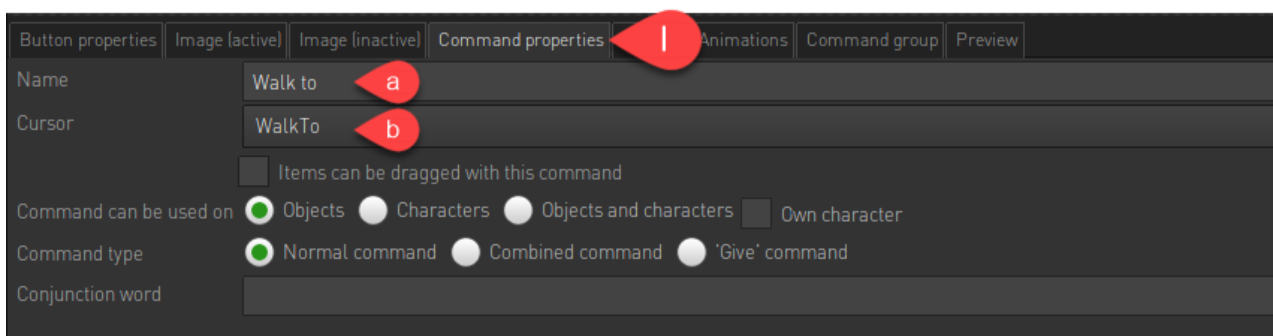 Button properties Image (active) Image (inactive) Command properties I Animations Command group Preview
Name Walk to a
Cursor WalkTo b
Items can be dragged with this command
Command can be used on Objects Characters Objects and characters Own character
Command type Normal command Combined command 'Give' command
Conjunction word